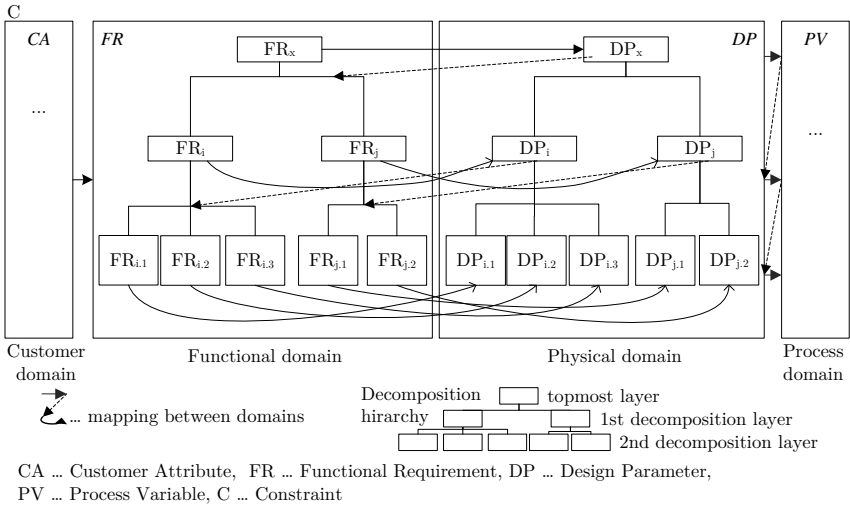 C
CA FR FRₓ DPₓ DP PV
... ...
FRᵢ FRⱼ DPᵢ DPⱼ
FRᵢ.₁ FRᵢ.₂ FRᵢ.₃ FRⱼ.₁ FRⱼ.₂ DPᵢ.₁ DPᵢ.₂ DPᵢ.₃ DPⱼ.₁ DPⱼ.₂
Customer
domain
Functional domain
Physical domain
Process
domain
... mapping between domains
Decomposition
hirarchy
topmost layer
1st decomposition layer
2nd decomposition layer
CA ... Customer Attribute, FR ... Functional Requirement, DP ... Design Parameter,
PV ... Process Variable, C ... Constraint